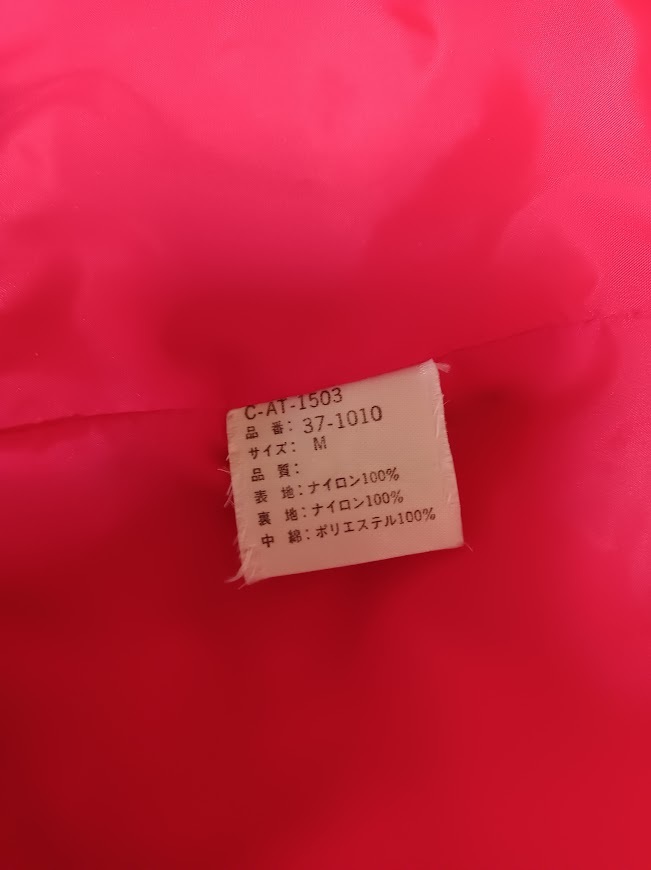 C-AT-1503
品番: 37-1010
サイズ: M
品質:
表地:ナイロン100%
裏地:ナイロン100%
中綿:ポリエステル100%